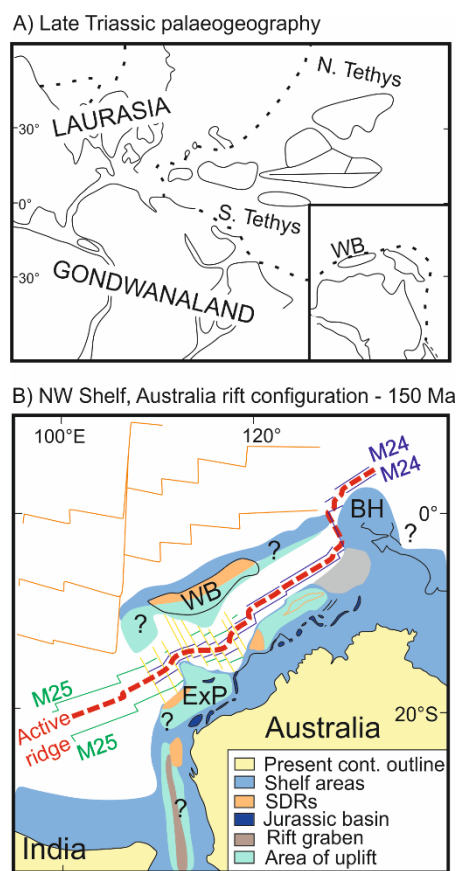 A) Late Triassic palaeogeography
N. Tethys
LAURASIA
30°
0°
S. Tethys
WB
30°
GONDWANALAND
B) NW Shelf, Australia rift configuration - 150 Ma
100°E
120°
M24
M24
BH
0°
?
?
WB
?
M25
ExP
Active
ridge
M25
?
20°S
Australia
?
India
Present cont. outline
Shelf areas
SDRs
Jurassic basin
Rift graben
Area of uplift